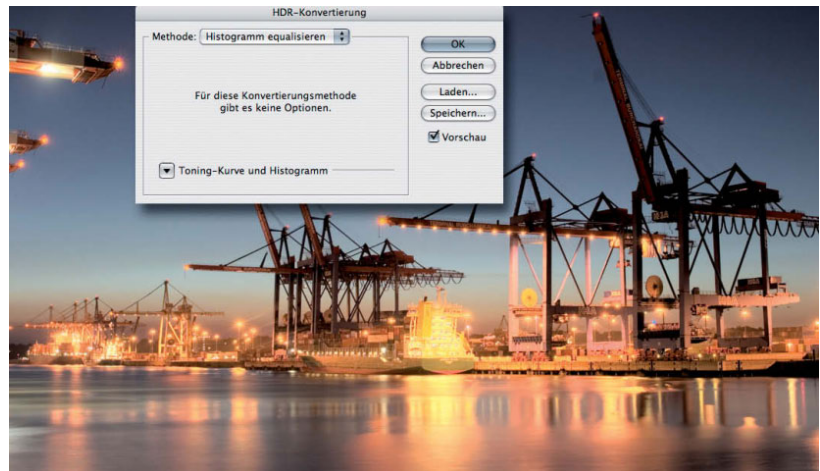 HDR-Konvertierung
Methode: Histogramm equalisieren
OK
Abbrechen
Für diese Konvertierungsmethode
gibt es keine Optionen.
Laden...
Speichern...
Vorschau
Toning-Kurve und Histogramm